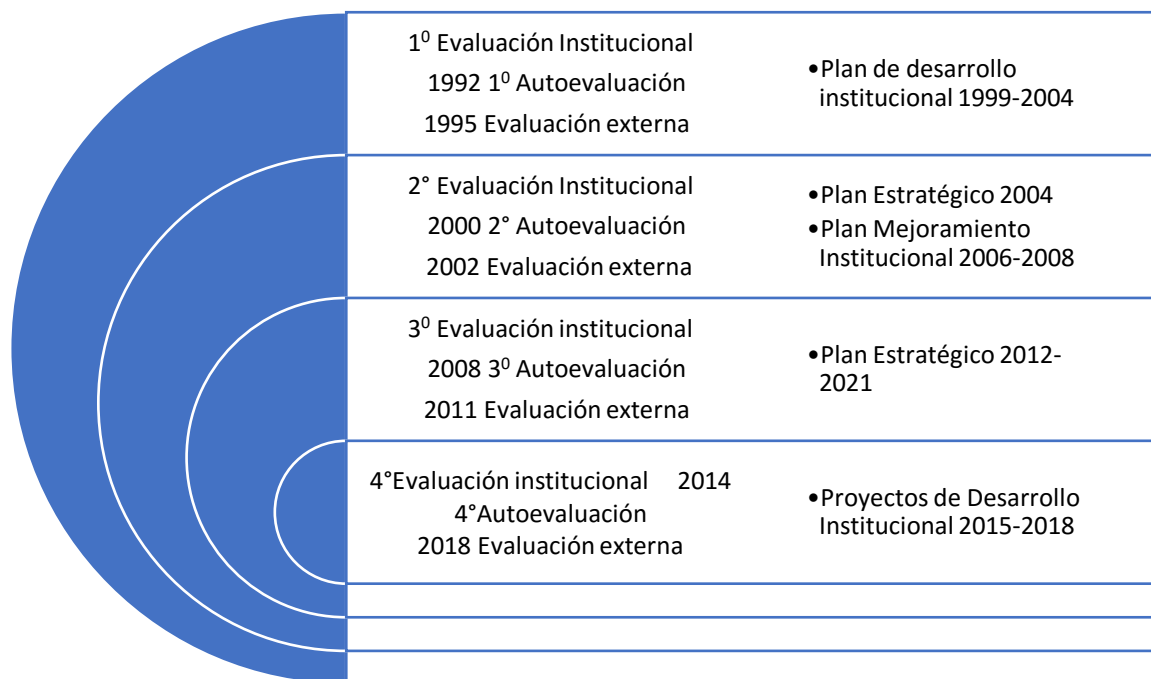 1⁰ Evaluación Institucional
1992 1⁰ Autoevaluación
1995 Evaluación externa
•Plan de desarrollo
institucional 1999-2004
2° Evaluación Institucional
2000 2° Autoevaluación
2002 Evaluación externa
•Plan Estratégico 2004
•Plan Mejoramiento
Institucional 2006-2008
3⁰ Evaluación institucional
2008 3⁰ Autoevaluación
2011 Evaluación externa
•Plan Estratégico 2012-
2021
4°Evaluación institucional 2014
4°Autoevaluación
2018 Evaluación externa
•Proyectos de Desarrollo
Institucional 2015-2018